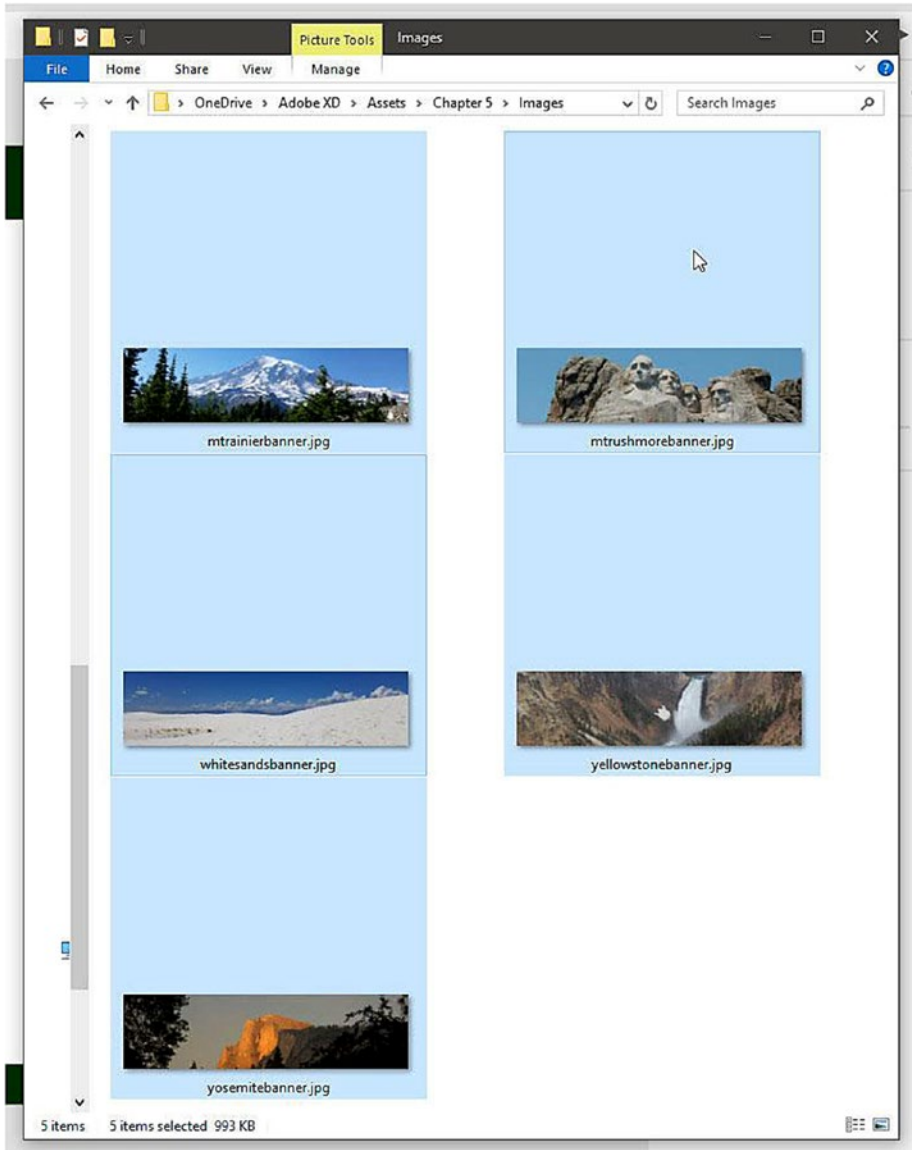 Picture Tools Images
File Home Share View Manage
OneDrive > Adobe XD > Assets > Chapter 5 > Images Search Images
mtrainierbanner.jpg mtrushmorebanner.jpg
whitesandsbanner.jpg yellowstonebanner.jpg
yosemitebanner.jpg
5 items 5 items selected 993 KB